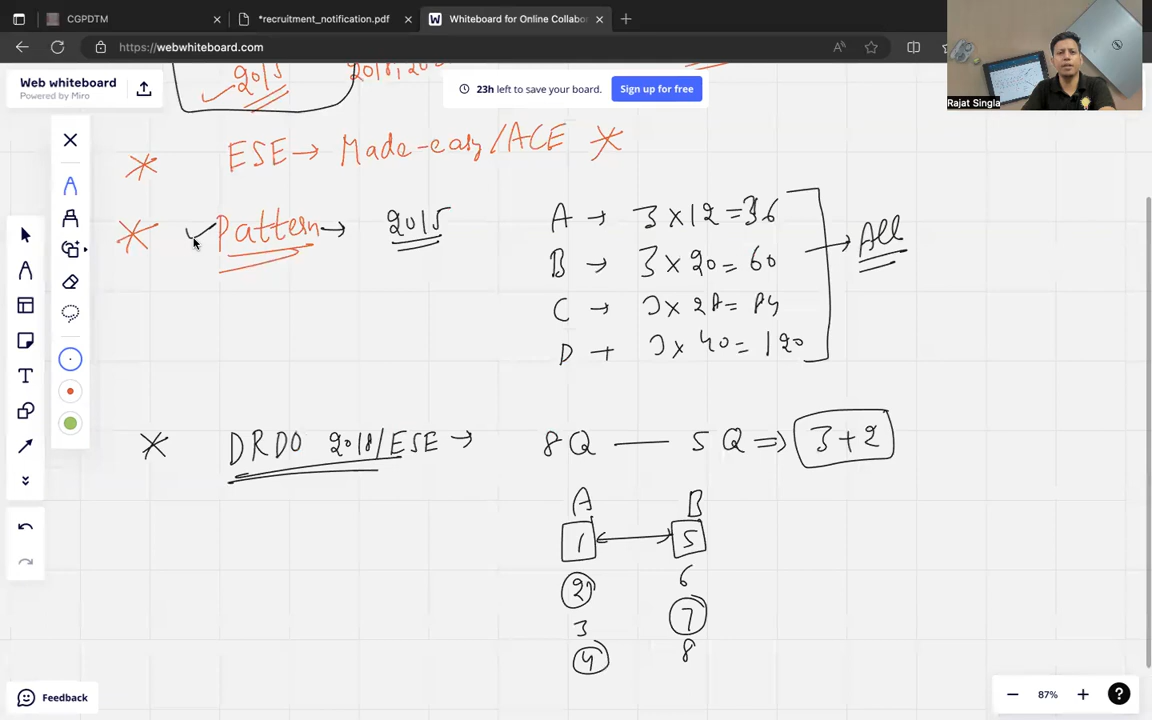 CGPDTM
*recruitment_notification.pdf
Whiteboard for Online Collabo
https://webwhiteboard.com
Web whiteboard
Powered by Miro
23h left to save your board.
Sign up for free
Rajat Singla
2015
2018,
* ESE → Made-easy/ACE *
* ✓ Pattern → 2015
A → 3 × 12 = 36
B → 3 × 20 = 60
C → 3 ×
D → 3 × 40 = 120
→ All
* DRDO 2018/ESE → 8Q — 5Q ⇒ 3+2
A B
1 ↔ 5
2 6
3 7
4 8
T
Feedback
87%